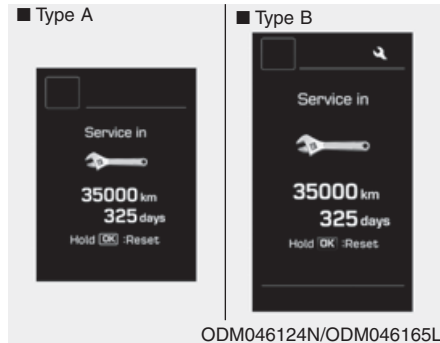 ■ Type A
Service in
35000 km
325 days
Hold OK :Reset
■ Type B
Service in
35000 km
325 days
Hold OK :Reset
ODM046124N/ODM046165L